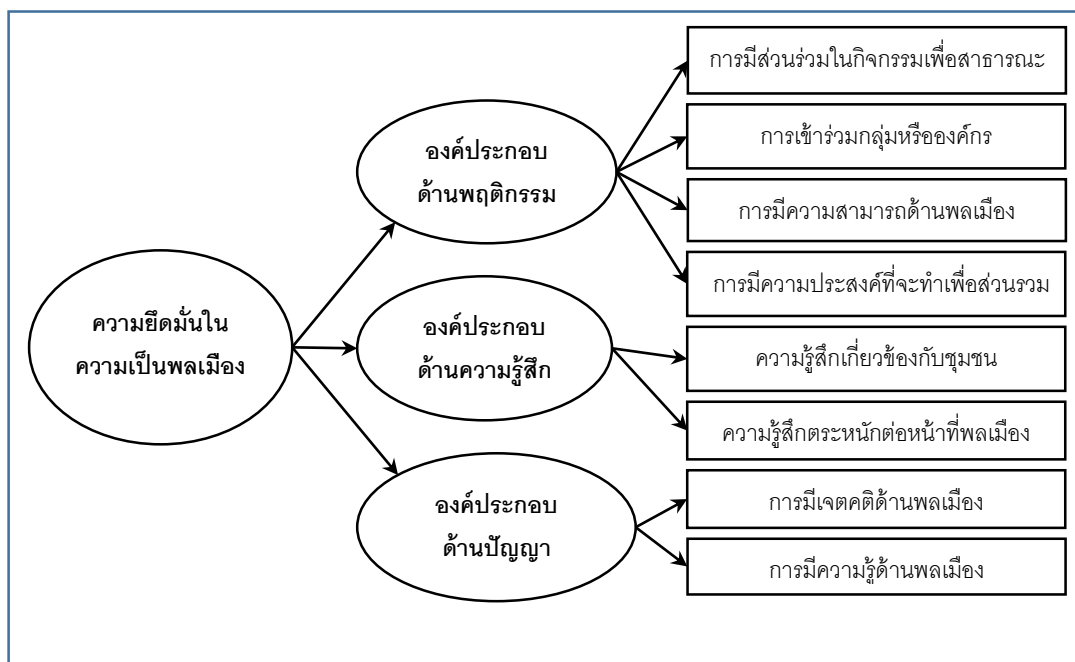 ความยึดมั่นใน
ความเป็นพลเมือง
องค์ประกอบ
ด้านพฤติกรรม
การมีส่วนร่วมในกิจกรรมเพื่อสาธารณะ
การเข้าร่วมกลุ่มหรือองค์กร
การมีความสามารถด้านพลเมือง
การมีความประสงค์ที่จะทำเพื่อส่วนรวม
องค์ประกอบ
ด้านความรู้สึก
ความรู้สึกเกี่ยวข้องกับชุมชน
ความรู้สึกตระหนักต่อหน้าที่พลเมือง
องค์ประกอบ
ด้านปัญญา
การมีเจตคติด้านพลเมือง
การมีความรู้ด้านพลเมือง